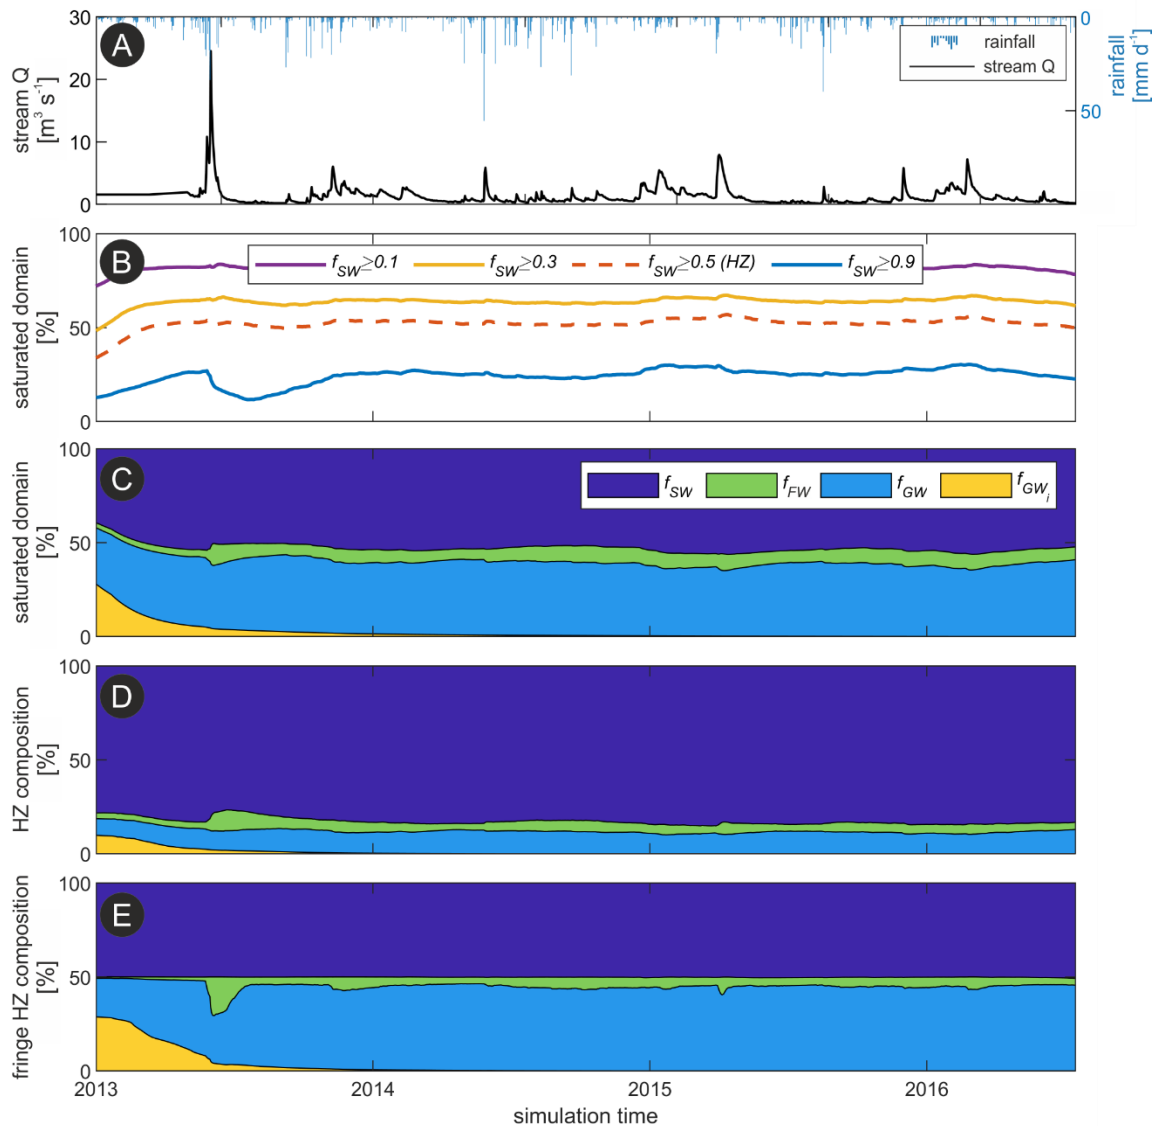 A
stream Q
[m³ s⁻¹]
30
20
10
0
rainfall
stream Q
0
50
rainfall
[mm d⁻¹]
B
saturated domain
[%]
100
50
0
f_SW≥0.1
f_SW≥0.3
f_SW≥0.5 (HZ)
f_SW≥0.9
C
saturated domain
[%]
100
50
0
f_SW
f_FW
f_GW
f_GW_i
D
HZ composition
[%]
100
50
0
E
fringe HZ composition
[%]
100
50
0
2013
2014
2015
2016
simulation time